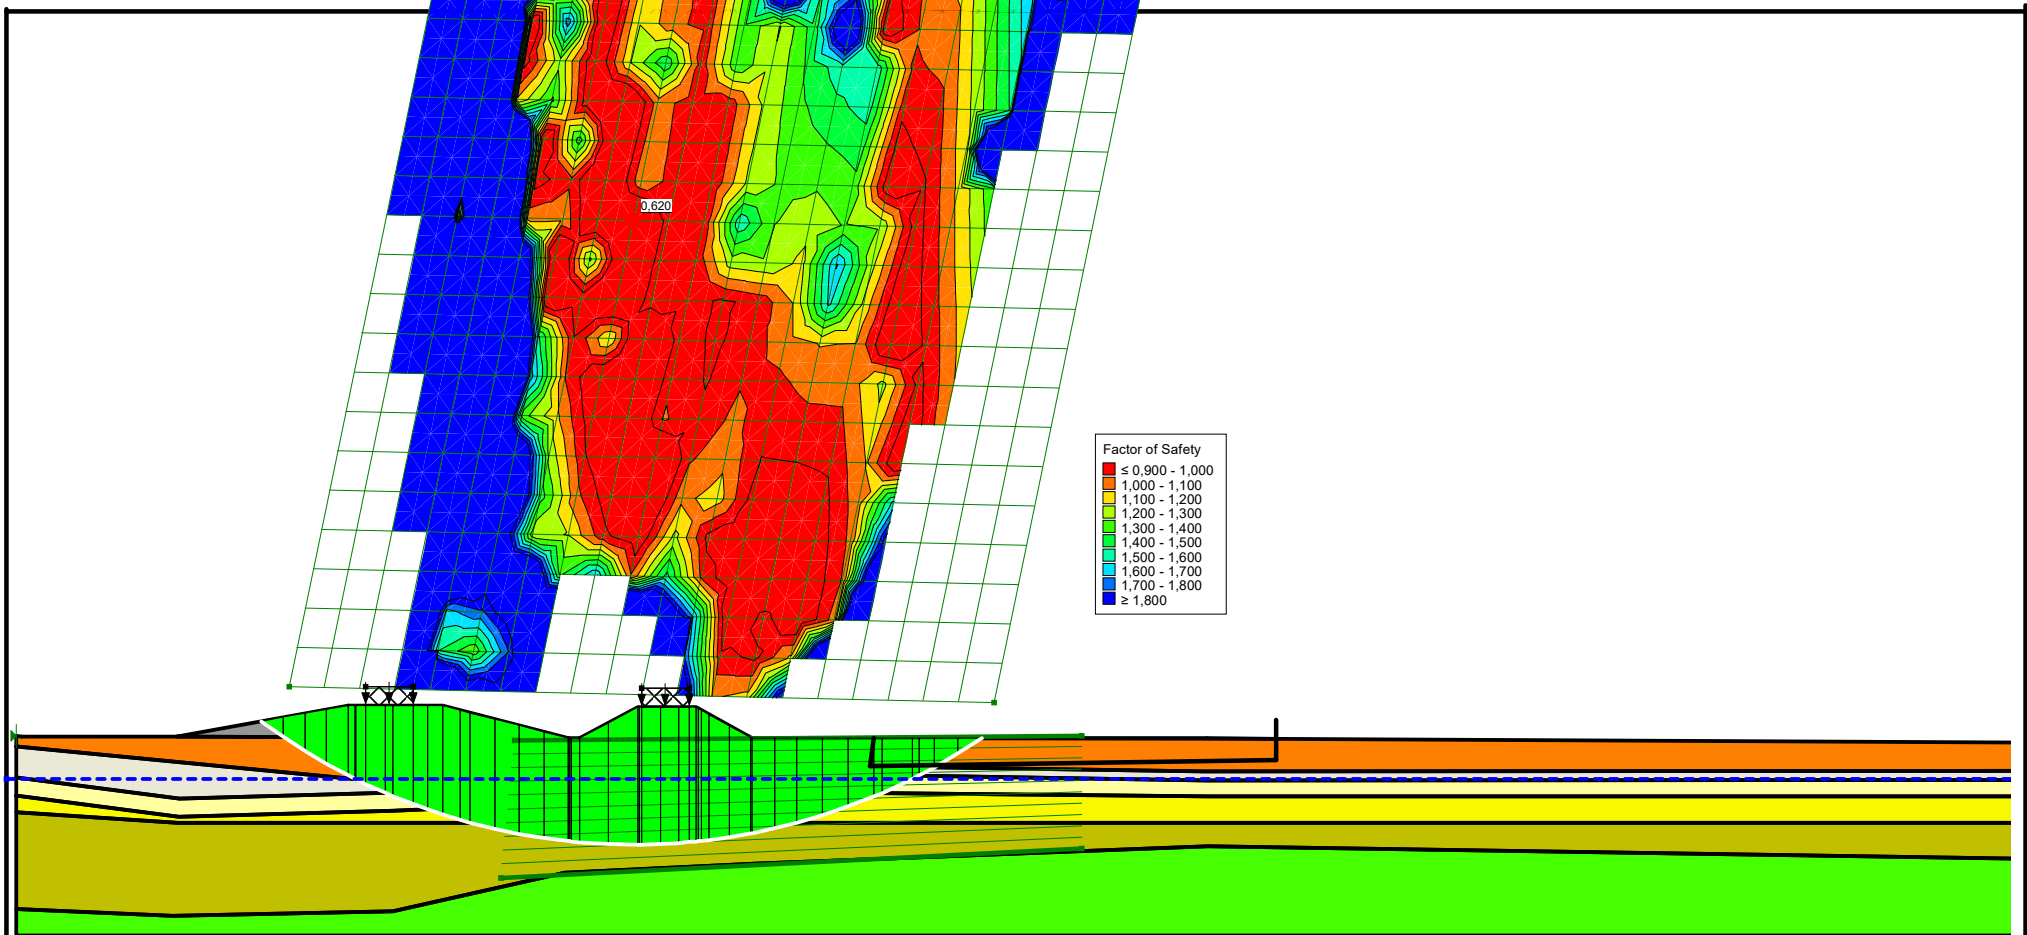 0,620
Factor of Safety
≤ 0,900 - 1,000
1,000 - 1,100
1,100 - 1,200
1,200 - 1,300
1,300 - 1,400
1,400 - 1,500
1,500 - 1,600
1,600 - 1,700
1,700 - 1,800
≥ 1,800